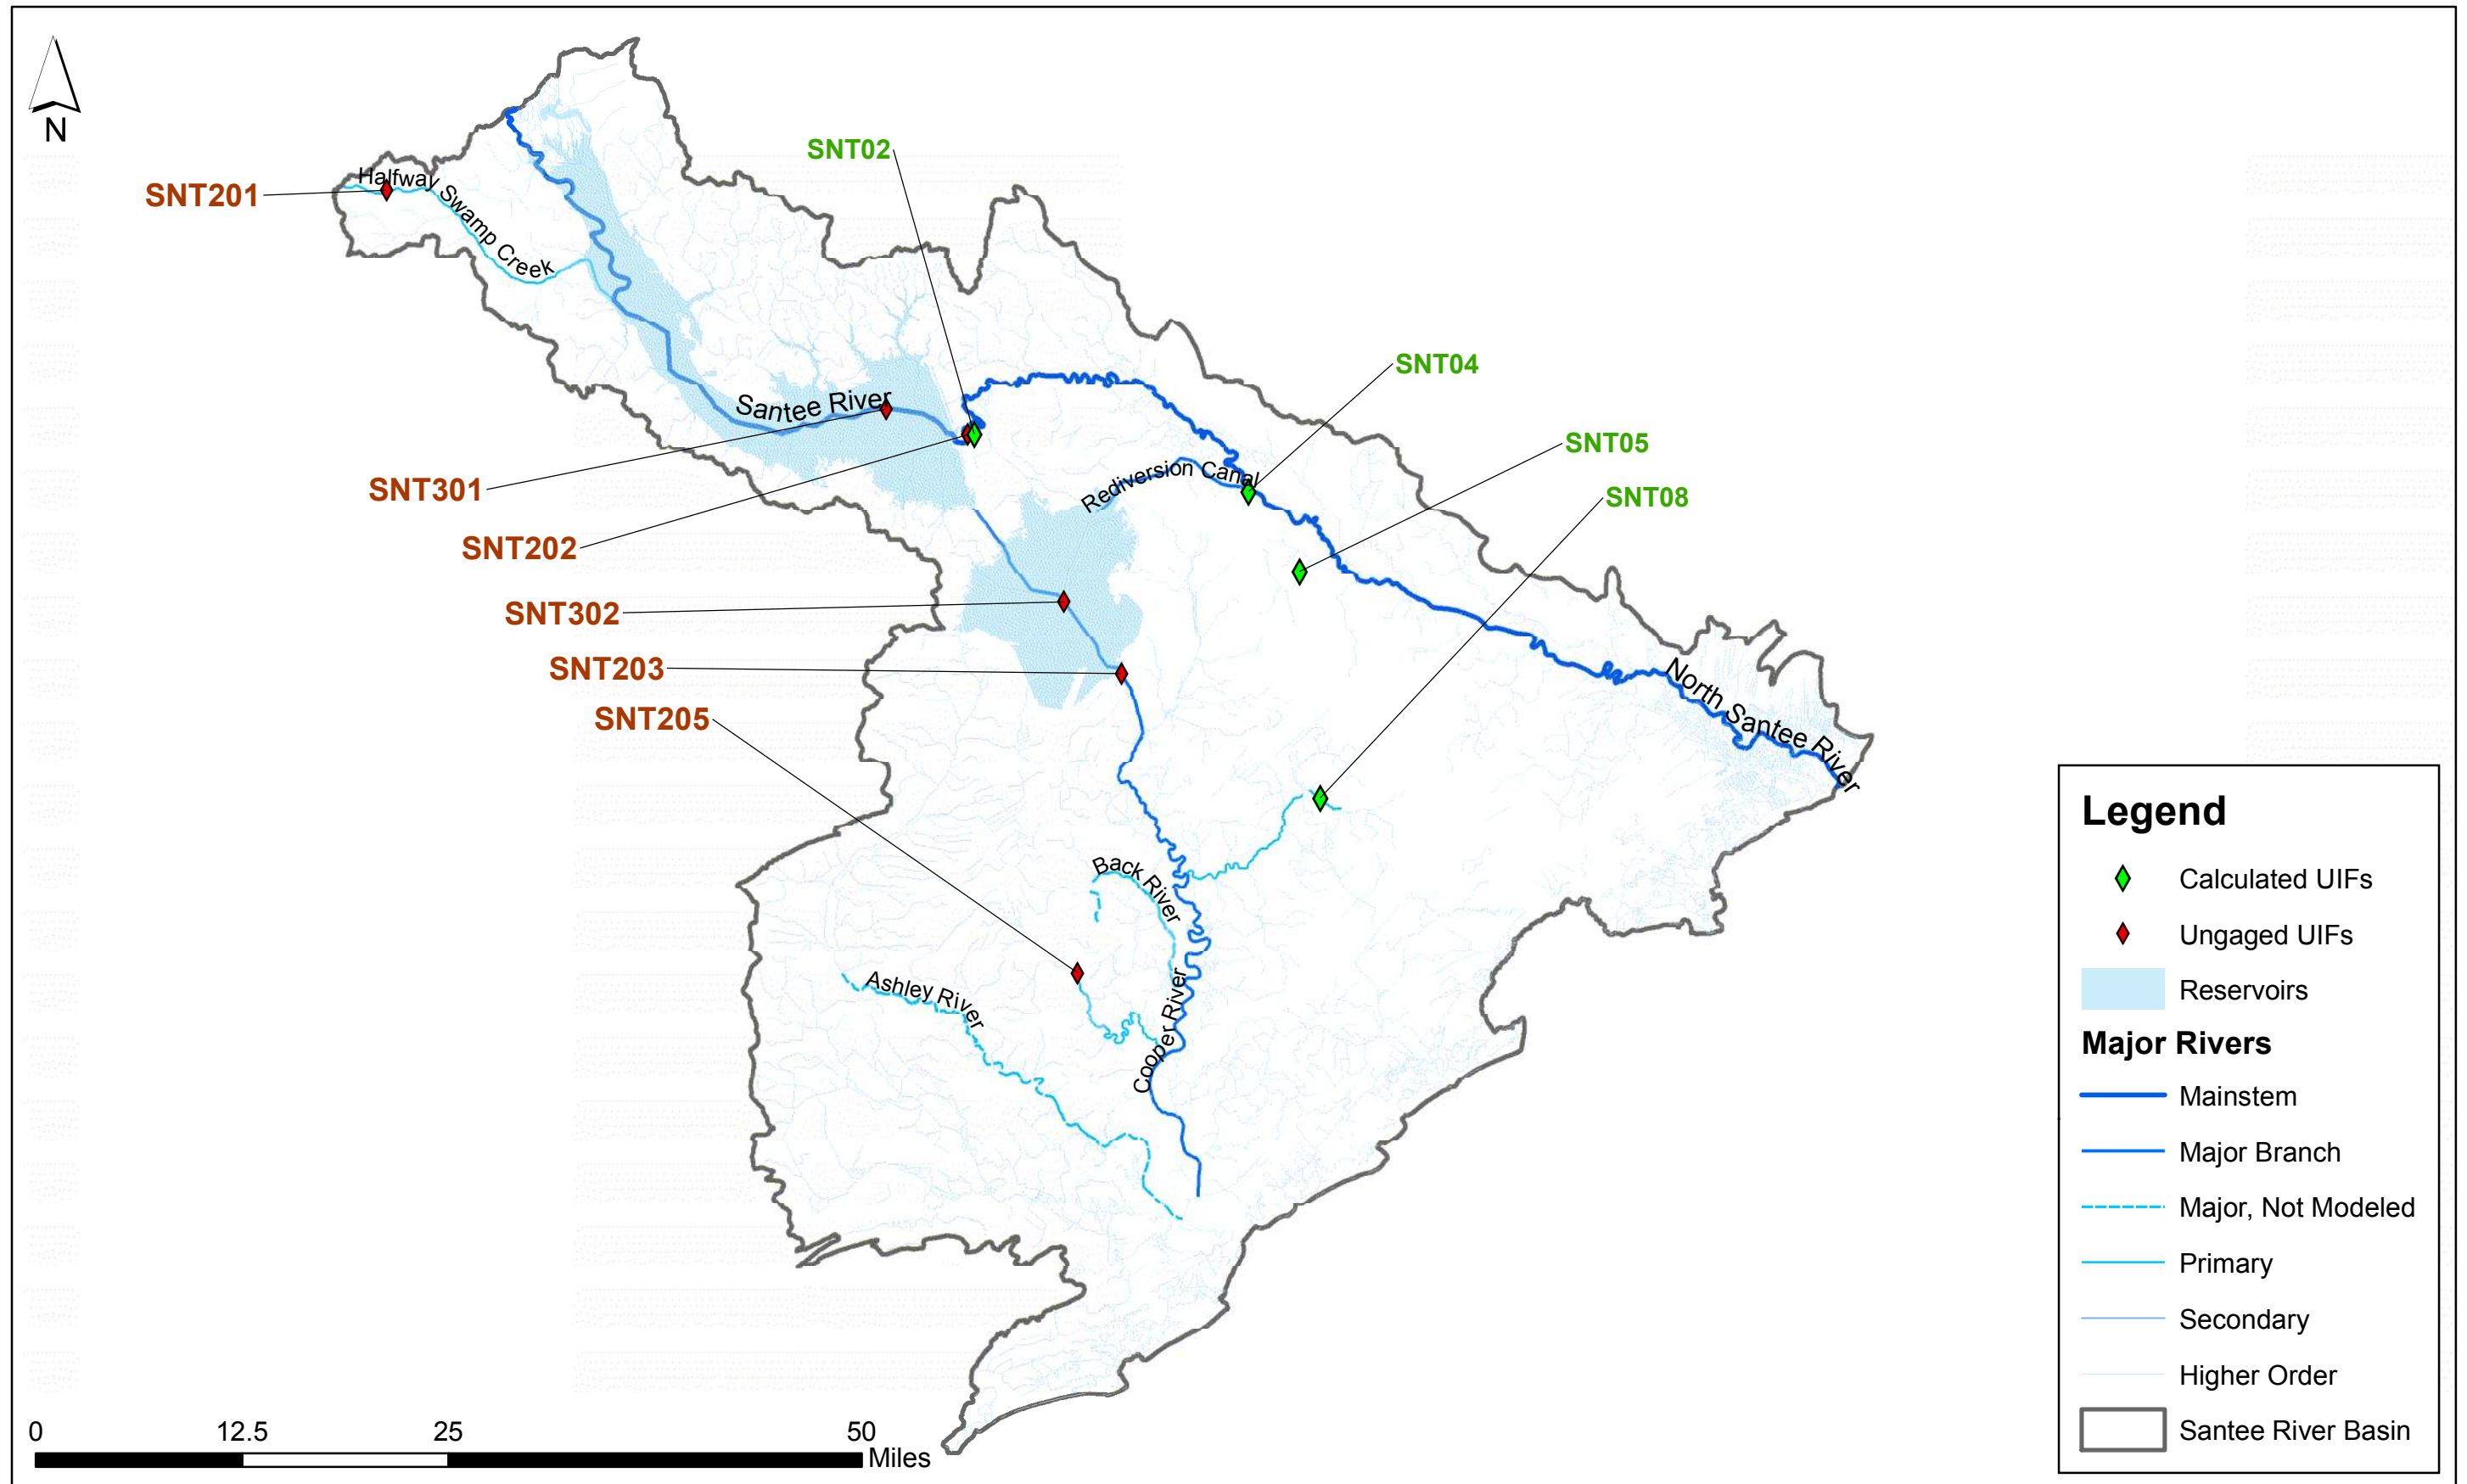 N
SNT02
Halfway Swamp Creek
SNT201
SNT04
Santee River
SNT05
Rediversion Canal
SNT301
SNT08
SNT202
SNT302
SNT203
North Santee River
SNT205
Back River
Ashley River
Cooper River
0 12.5 25 50
Miles
Legend
Calculated UIFs
Ungaged UIFs
Reservoirs
Major Rivers
Mainstem
Major Branch
Major, Not Modeled
Primary
Secondary
Higher Order
Santee River Basin